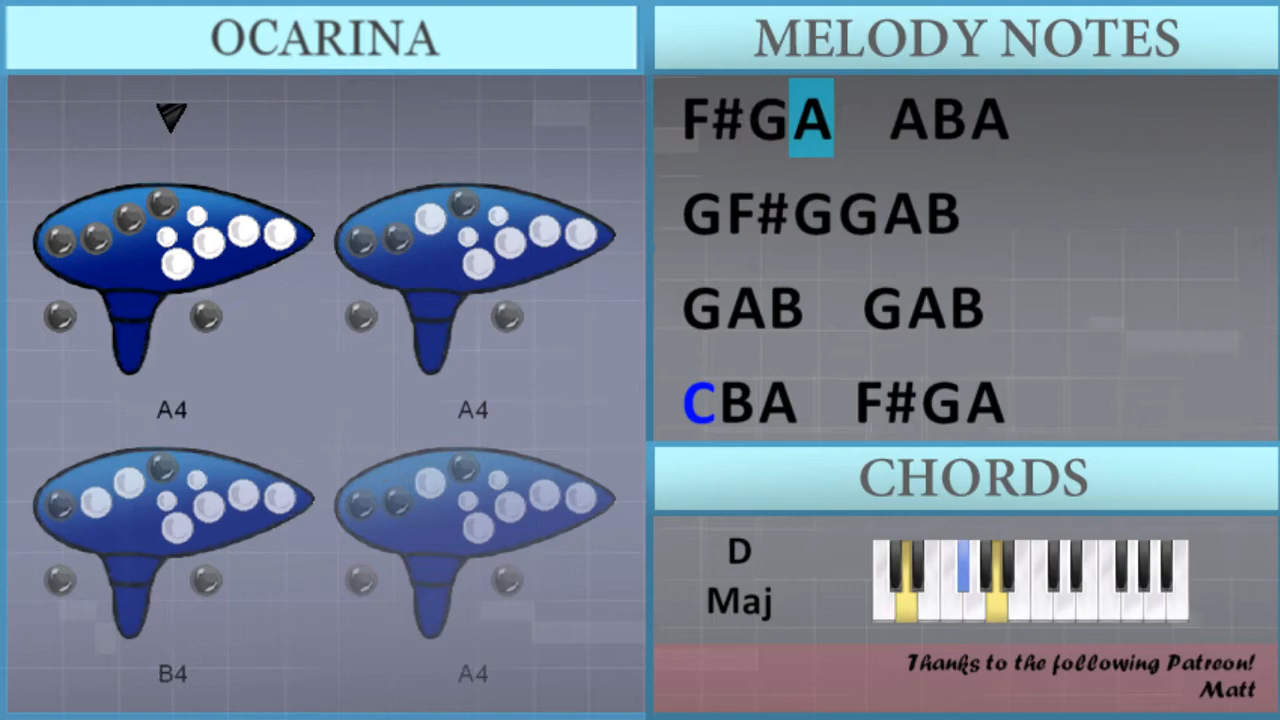 OCARINA
A4
A4
B4
A4
MELODY NOTES
F#GA ABA
GF#GGAB
GAB GAB
CBA F#GA
CHORDS
D
Maj
Thanks to the following Patreon!
Matt